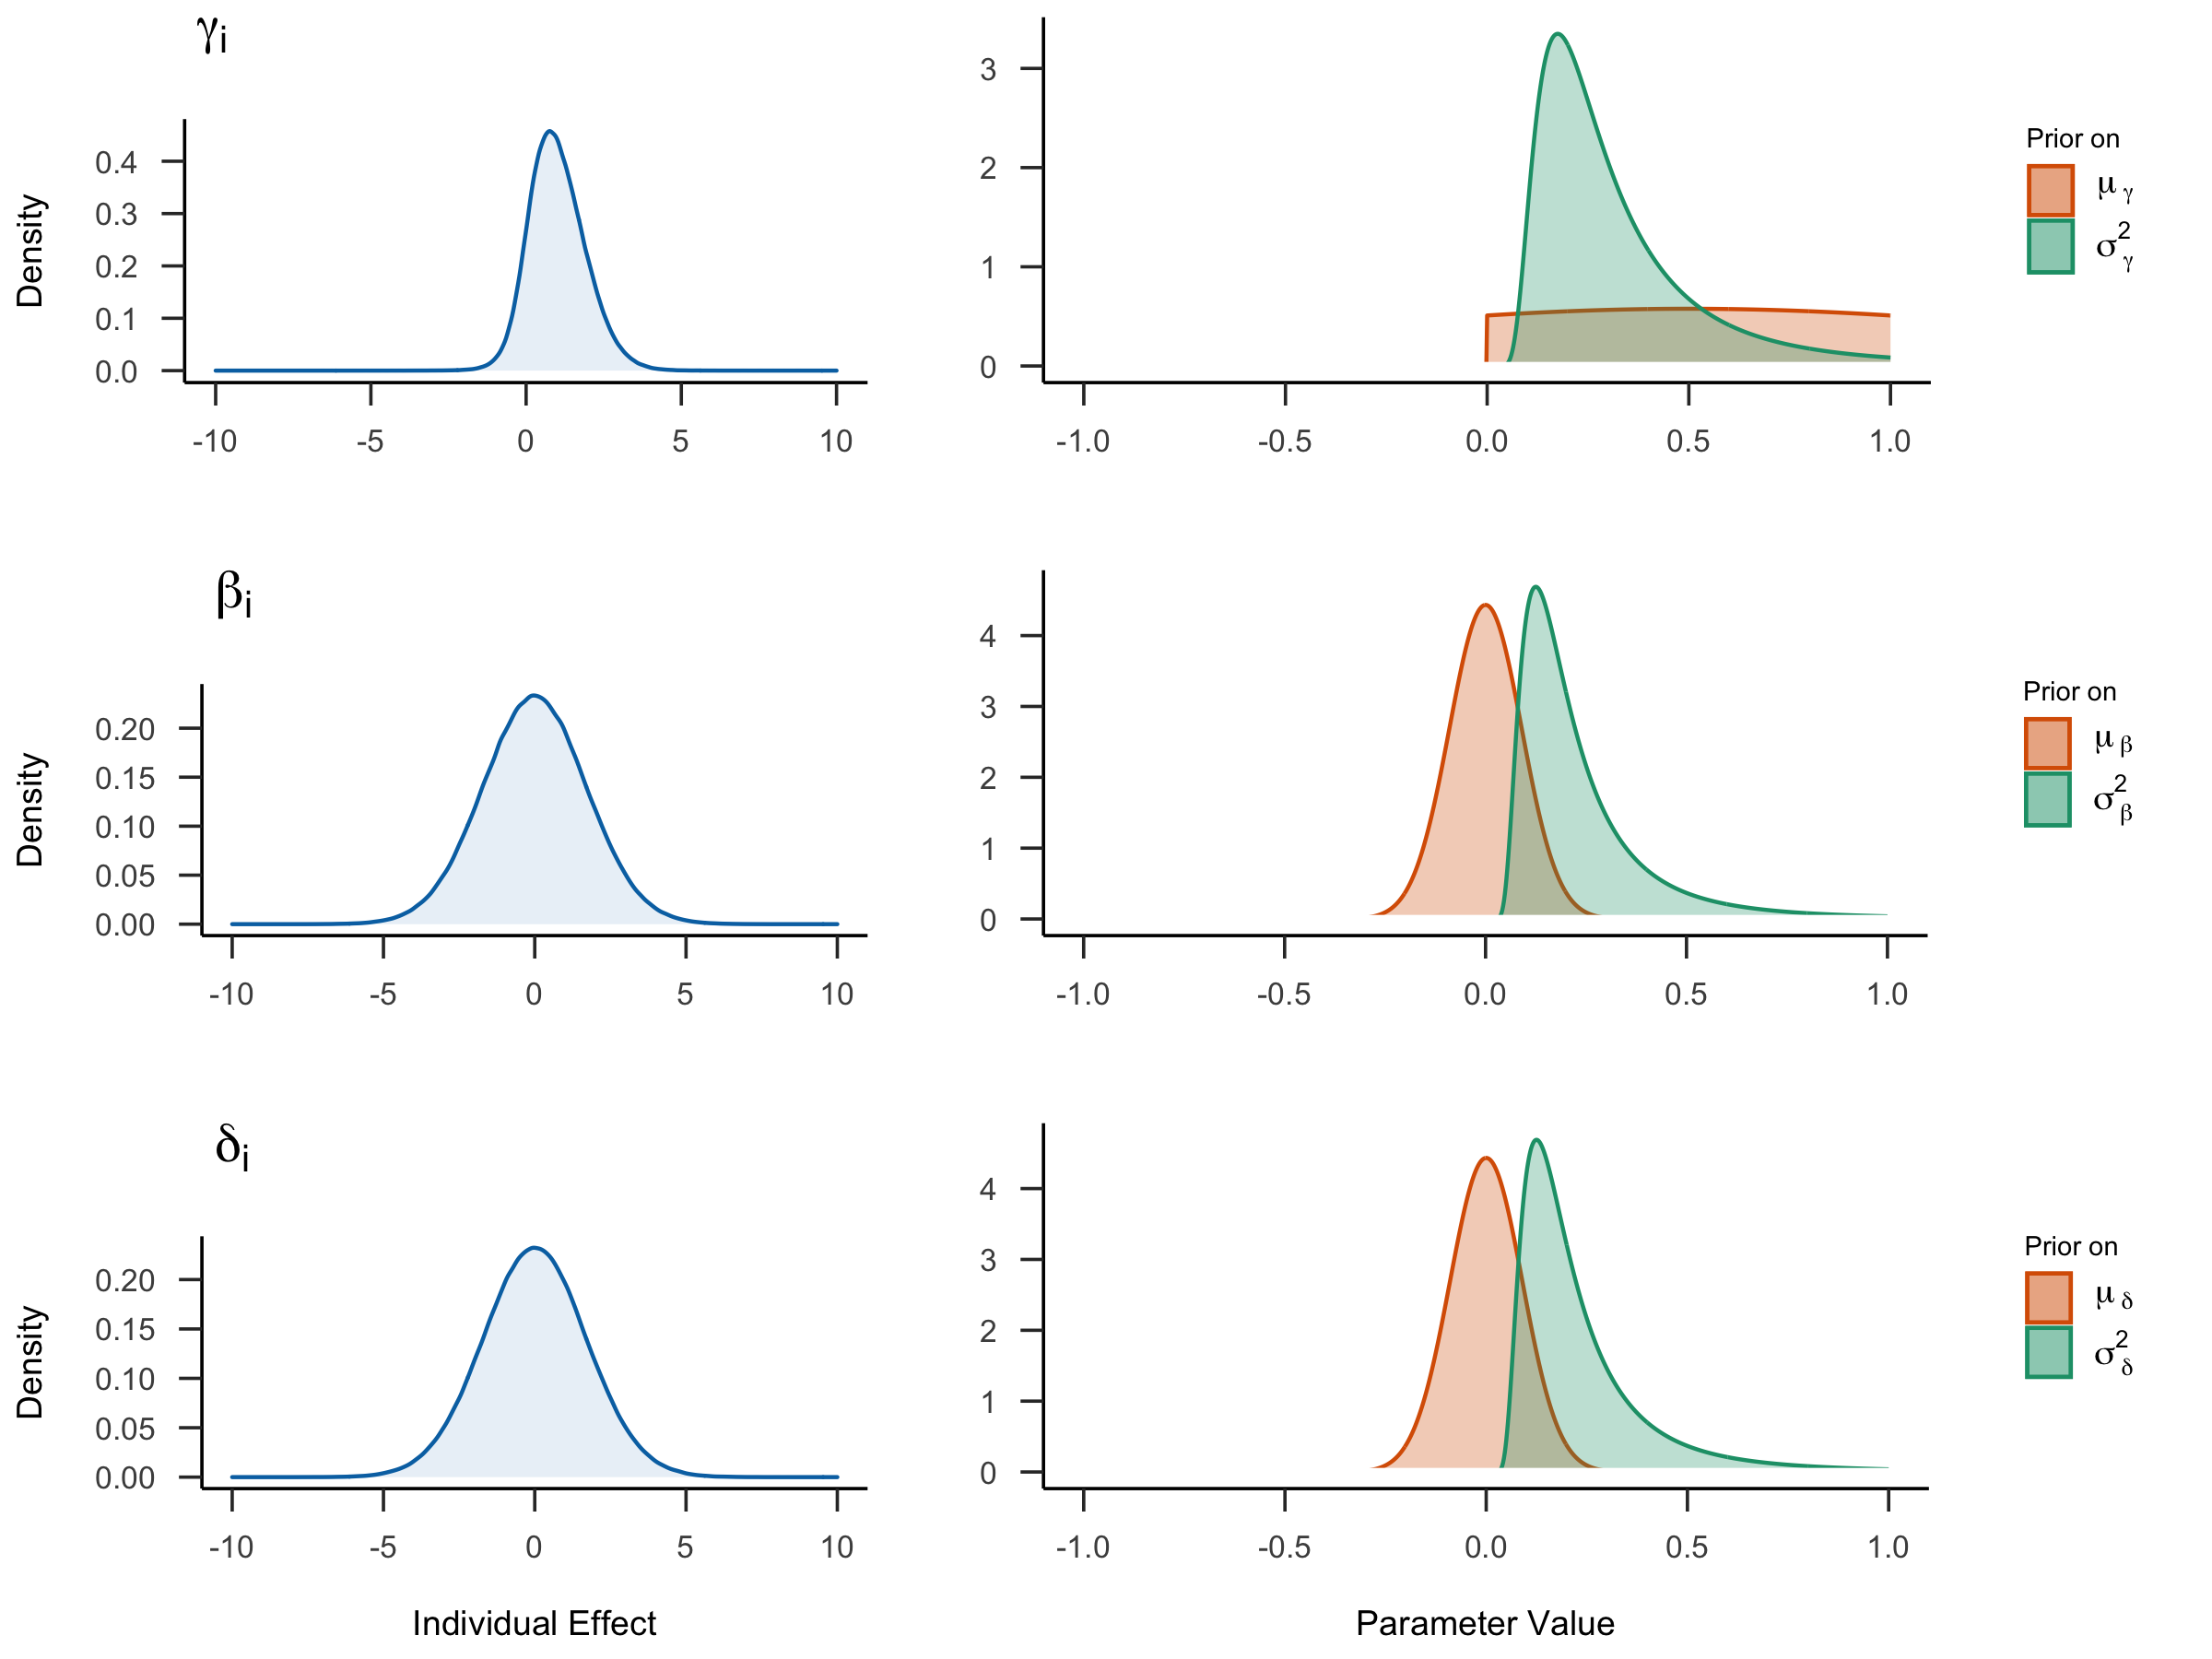 γi
Density
0.4
0.3
0.2
0.1
0.0
-10 -5 0 5 10
3
2
1
0
-1.0 -0.5 0.0 0.5 1.0
Prior on
μγ
σ²γ
βi
Density
0.20
0.15
0.10
0.05
0.00
-10 -5 0 5 10
4
3
2
1
0
-1.0 -0.5 0.0 0.5 1.0
Prior on
μβ
σ²β
δi
Density
0.20
0.15
0.10
0.05
0.00
-10 -5 0 5 10
Individual Effect
4
3
2
1
0
-1.0 -0.5 0.0 0.5 1.0
Parameter Value
Prior on
μδ
σ²δ